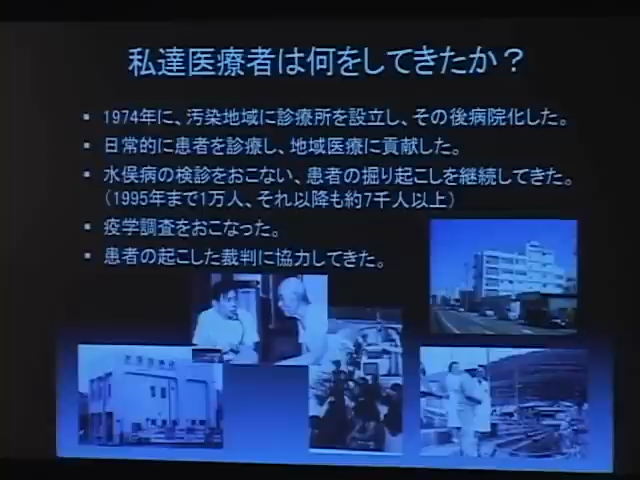 私達医療者は何をしてきたか？
▪ 1974年に、汚染地域に診療所を設立し、その後病院化した。
▪ 日常的に患者を診療し、地域医療に貢献した。
▪ 水俣病の検診をおこない、患者の掘り起こしを継続してきた。
（1995年まで1万人、それ以降も約7千人以上）
▪ 疫学調査をおこなった。
▪ 患者の起こした裁判に協力してきた。